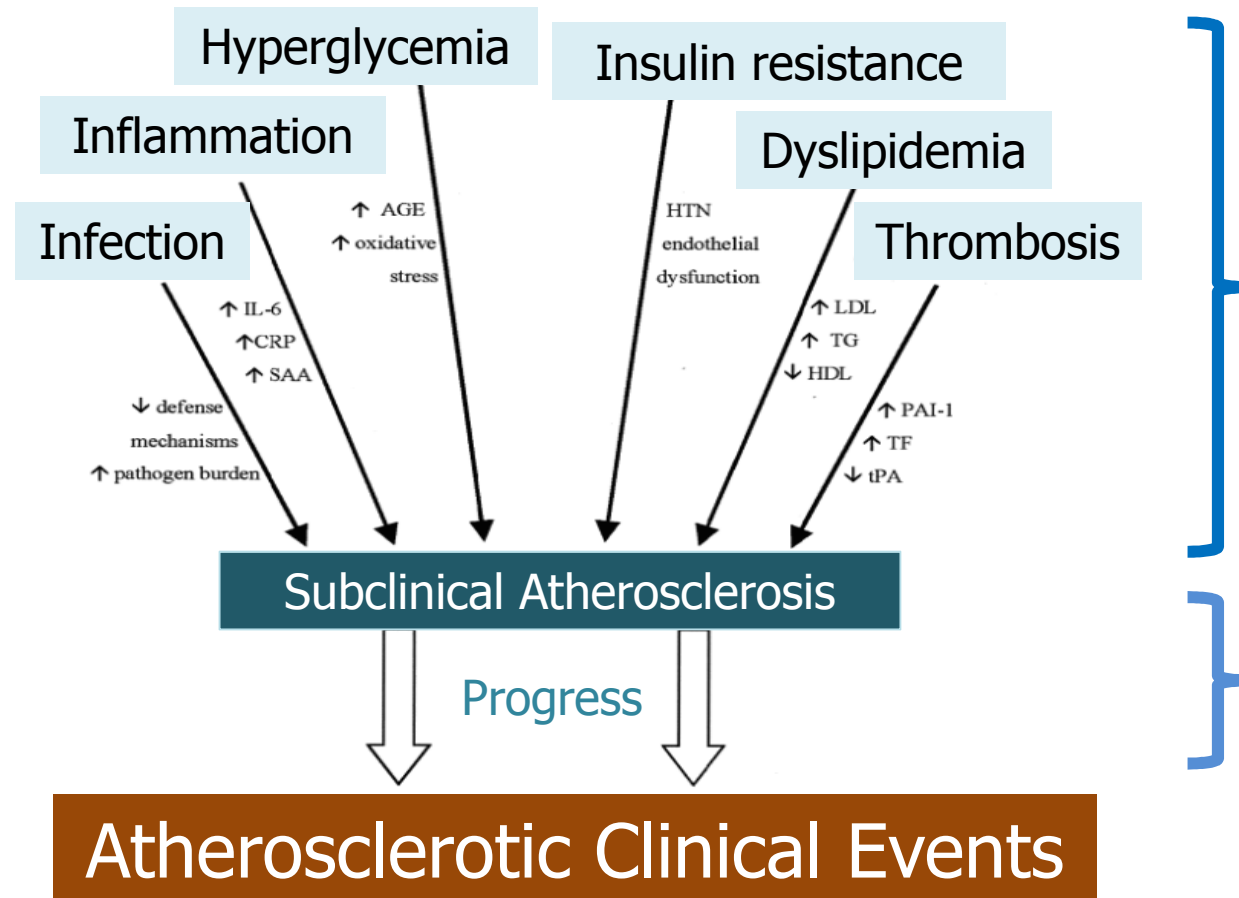 Hyperglycemia
Insulin resistance
Inflammation
Dyslipidemia
Infection
Thrombosis
↑ AGE
↑ oxidative
stress
HTN
endothelial
dysfunction
↑ IL-6
↑CRP
↑ SAA
↑ LDL
↑ TG
↓ HDL
↓ defense
mechanisms
↑ pathogen burden
↑ PAI-1
↑ TF
↓ tPA
Subclinical Atherosclerosis
Progress
Atherosclerotic Clinical Events